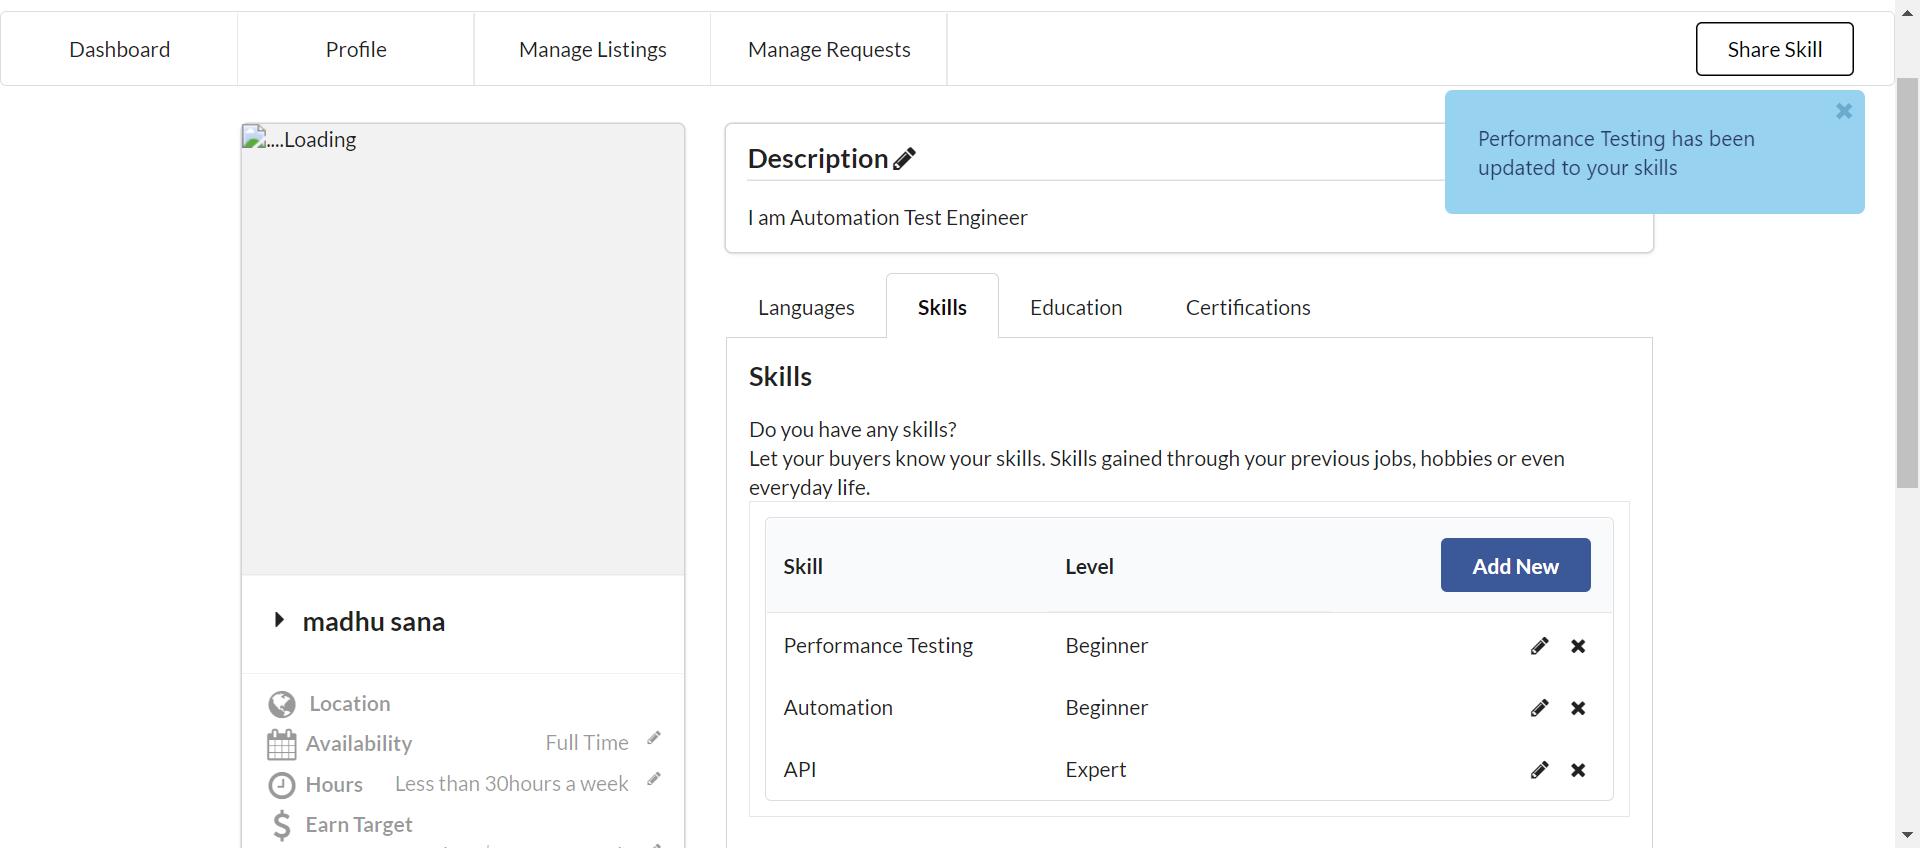 Dashboard
Profile
Manage Listings
Manage Requests
Share Skill
Performance Testing has been
updated to your skills
....Loading
madhu sana
Location
Availability Full Time
Hours Less than 30hours a week
Earn Target
Description
I am Automation Test Engineer
Languages
Skills
Education
Certifications
Skills
Do you have any skills?
Let your buyers know your skills. Skills gained through your previous jobs, hobbies or even
everyday life.
Skill Level Add New
Performance Testing Beginner
Automation Beginner
API Expert